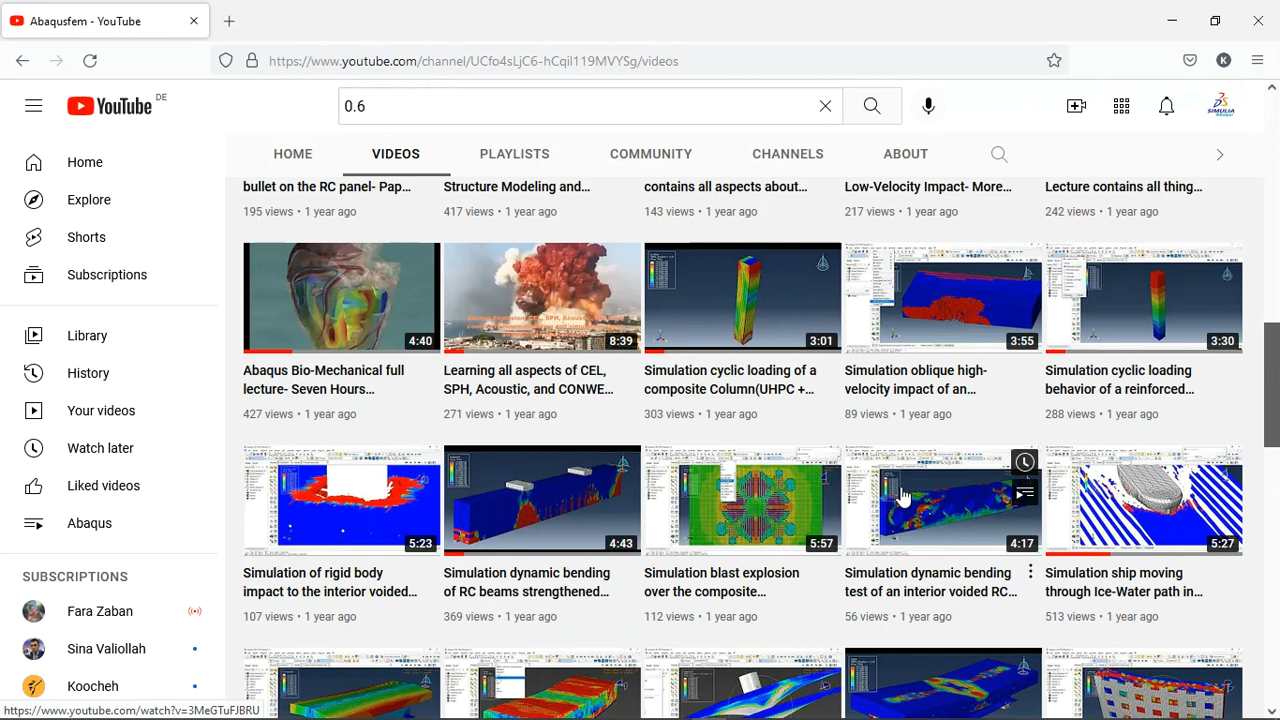 Abaqusfem - YouTube
https://www.youtube.com/channel/UCfo4sLjC6-hCqil119MVYSg/videos
K
YouTube DE
0.6
SIMULIA
HOME VIDEOS PLAYLISTS COMMUNITY CHANNELS ABOUT
Home
Explore
Shorts
Subscriptions
Library
History
Your videos
Watch later
Liked videos
Abaqus
SUBSCRIPTIONS
Fara Zaban
Sina Valiollah
Koocheh
bullet on the RC panel- Pap...
195 views • 1 year ago
Structure Modeling and...
417 views • 1 year ago
contains all aspects about...
143 views • 1 year ago
Low-Velocity Impact- More...
217 views • 1 year ago
Lecture contains all thing...
242 views • 1 year ago
4:40
Abaqus Bio-Mechanical full
lecture- Seven Hours...
427 views • 1 year ago
8:39
Learning all aspects of CEL,
SPH, Acoustic, and CONWE...
271 views • 1 year ago
3:01
Simulation cyclic loading of a
composite Column(UHPC +...
303 views • 1 year ago
3:55
Simulation oblique high-
velocity impact of an...
89 views • 1 year ago
3:30
Simulation cyclic loading
behavior of a reinforced...
288 views • 1 year ago
5:23
Simulation of rigid body
impact to the interior voided...
107 views • 1 year ago
4:43
Simulation dynamic bending
of RC beams strengthened...
369 views • 1 year ago
5:57
Simulation blast explosion
over the composite...
112 views • 1 year ago
4:17
Simulation dynamic bending
test of an interior voided RC...
56 views • 1 year ago
5:27
Simulation ship moving
through Ice-Water path in...
513 views • 1 year ago
https://www.youtube.com/watch?v=3MeGTuFJBRU